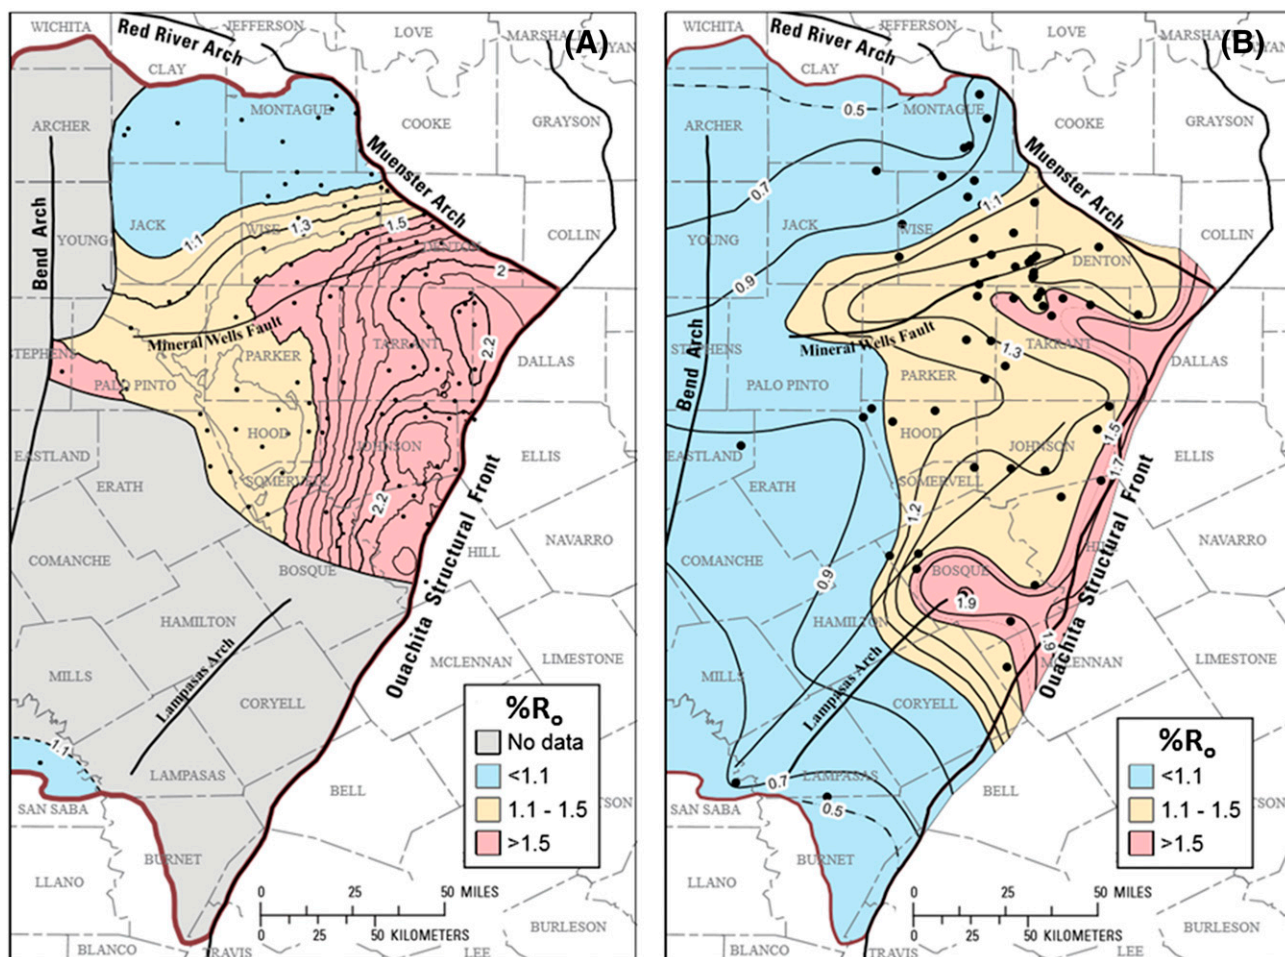 WICHITA
JEFFERSON
LOVE
MARSHALL
(A)
Red River Arch
CLAY
MONTAGUE
ARCHER
COOKE
GRAYSON
Muenster Arch
Bend Arch
JACK
WISE
1.1
1.3
1.5
YOUNG
DENTON
COLLIN
2
Mineral Wells Fault
STEPHENS
PARKER
TARRANT
2.2
DALLAS
PALO PINTO
HOOD
JOHNSON
EASTLAND
ELLIS
ERATH
SOMERVELL
2.2
Ouachita Structural Front
COMANCHE
BOSQUE
HILL
NAVARRO
HAMILTON
MCLENNAN
LIMESTONE
MILLS
Lampasas Arch
CORYELL
1.1
LAMPASAS
BELL
SAN SABA
BURNET
LLANO
BURLESON
BLANCO
TRAVIS
LEE
%Ro
No data
<1.1
1.1 - 1.5
>1.5
0 25 50 MILES
0 25 50 KILOMETERS
WICHITA
JEFFERSON
LOVE
MARSHALL
(B)
Red River Arch
CLAY
0.5
MONTAGUE
ARCHER
COOKE
GRAYSON
Muenster Arch
0.7
Bend Arch
JACK
WISE
1.1
YOUNG
DENTON
COLLIN
0.9
Mineral Wells Fault
STEPHENS
PARKER
1.3
TARRANT
DALLAS
PALO PINTO
HOOD
JOHNSON
1.5
EASTLAND
1.7
ELLIS
ERATH
SOMERVELL
1.2
Ouachita Structural Front
COMANCHE
0.9
BOSQUE
1.9
NAVARRO
HAMILTON
1.9
MCLENNAN
LIMESTONE
MILLS
Lampasas Arch
CORYELL
0.7
LAMPASAS
BELL
0.5
SAN SABA
BURNET
LLANO
BURLESON
BLANCO
TRAVIS
LEE
%Ro
<1.1
1.1 - 1.5
>1.5
0 25 50 MILES
0 25 50 KILOMETERS